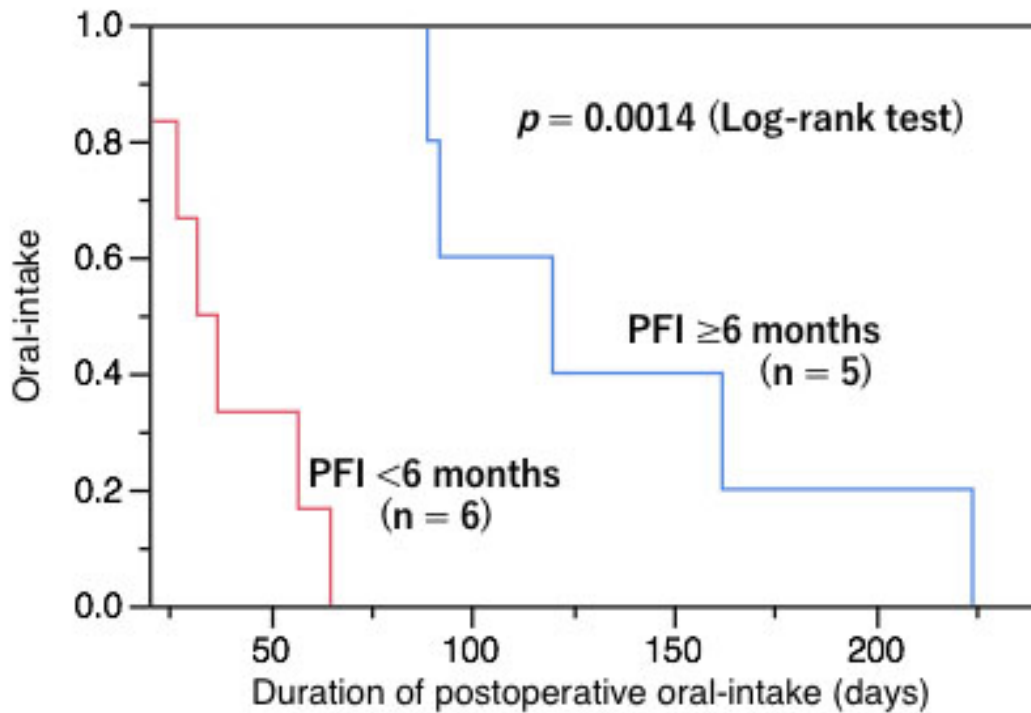 1.0
0.8
0.6
0.4
0.2
0.0
Oral-intake
p = 0.0014 (Log-rank test)
PFI ≥6 months
(n = 5)
PFI <6 months
(n = 6)
50 100 150 200
Duration of postoperative oral-intake (days)